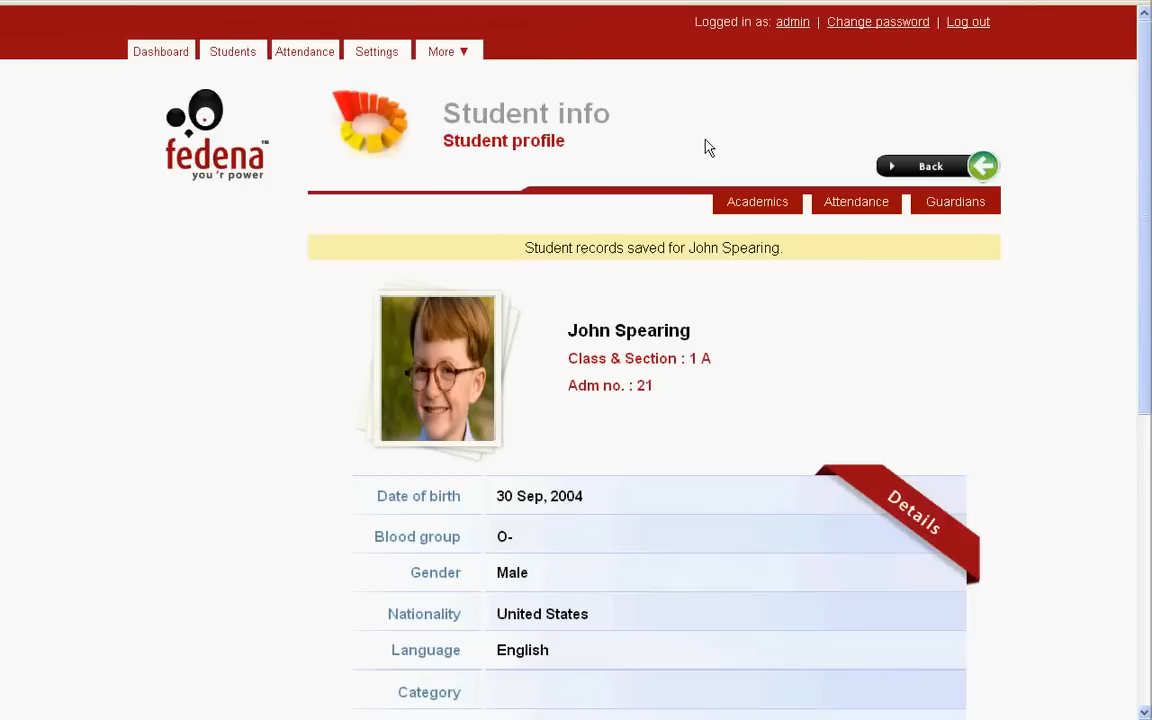 Logged in as: admin | Change password | Log out
Dashboard Students Attendance Settings More ▼
fedena™
you 'r power
Student info
Student profile
Back
Academics Attendance Guardians
Student records saved for John Spearing.
John Spearing
Class & Section : 1 A
Adm no. : 21
Details
Date of birth 30 Sep, 2004
Blood group O-
Gender Male
Nationality United States
Language English
Category